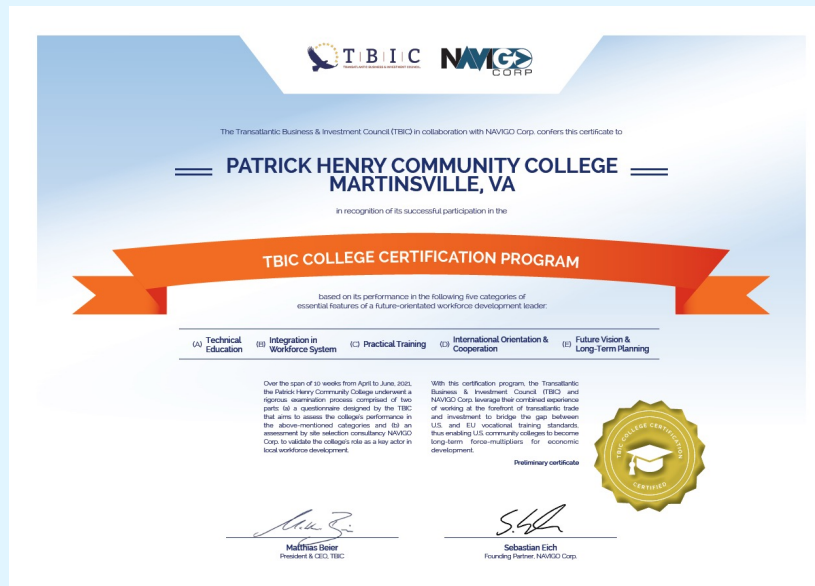 T|B|I|C
TRANSATLANTIC BUSINESS & INVESTMENT COUNCIL
NAVIGO
CORP
The Transatlantic Business & Investment Council (TBIC) in collaboration with NAVIGO Corp. confers this certificate to
PATRICK HENRY COMMUNITY COLLEGE
MARTINSVILLE, VA
in recognition of its successful participation in the
TBIC COLLEGE CERTIFICATION PROGRAM
based on its performance in the following five categories of
essential features of a future-orientated workforce development leader:
(A) Technical Education
(B) Integration in Workforce System
(C) Practical Training
(D) International Orientation & Cooperation
(E) Future Vision & Long-Term Planning
Over the span of 10 weeks from April to June, 2021,
the Patrick Henry Community College underwent a
rigorous examination process comprised of two
parts: (a) a questionnaire designed by the TBIC
that aims to assess the college's performance in
the above-mentioned categories and (b) an
assessment by site selection consultancy NAVIGO
Corp. to validate the college's role as a key actor in
local workforce development.
With this certification program, the Transatlantic
Business & Investment Council (TBIC) and
NAVIGO Corp. leverage their combined experience
of working at the forefront of transatlantic trade
and investment to bridge the gap between
U.S. and EU vocational training standards,
thus enabling U.S. community colleges to become
long-term force-multipliers for economic
development.
Preliminary certificate
TBIC COLLEGE CERTIFICATION
CERTIFIED
Matthias Beier
President & CEO, TBIC
Sebastian Eich
Founding Partner, NAVIGO Corp.